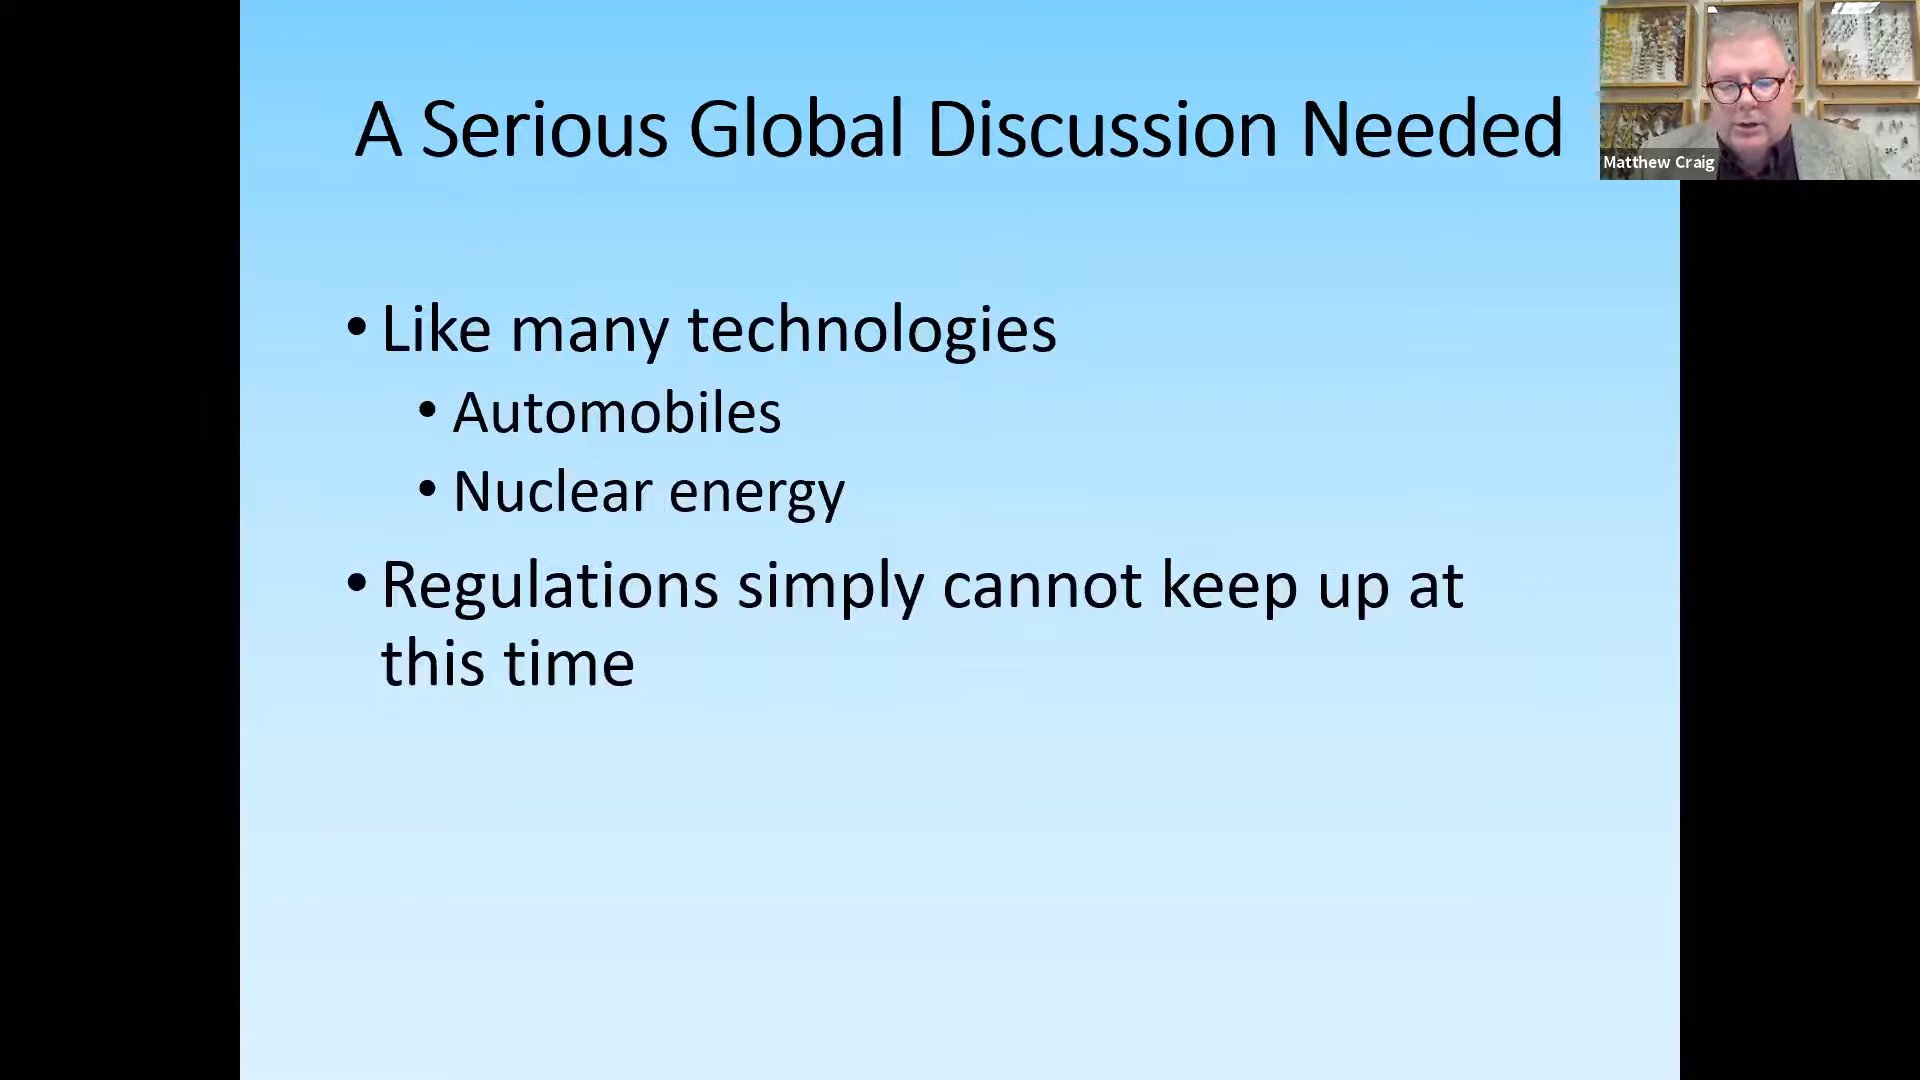 A Serious Global Discussion Needed
Matthew Craig
• Like many technologies
• Automobiles
• Nuclear energy
• Regulations simply cannot keep up at
this time